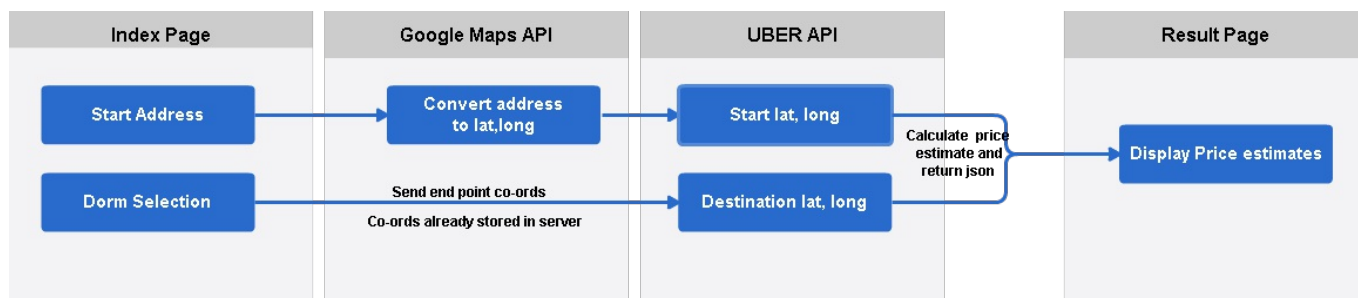 Index Page
Google Maps API
UBER API
Result Page
Start Address
Convert address
to lat,long
Start lat, long
Calculate price
estimate and
return json
Display Price estimates
Dorm Selection
Send end point co-ords
Co-ords already stored in server
Destination lat, long